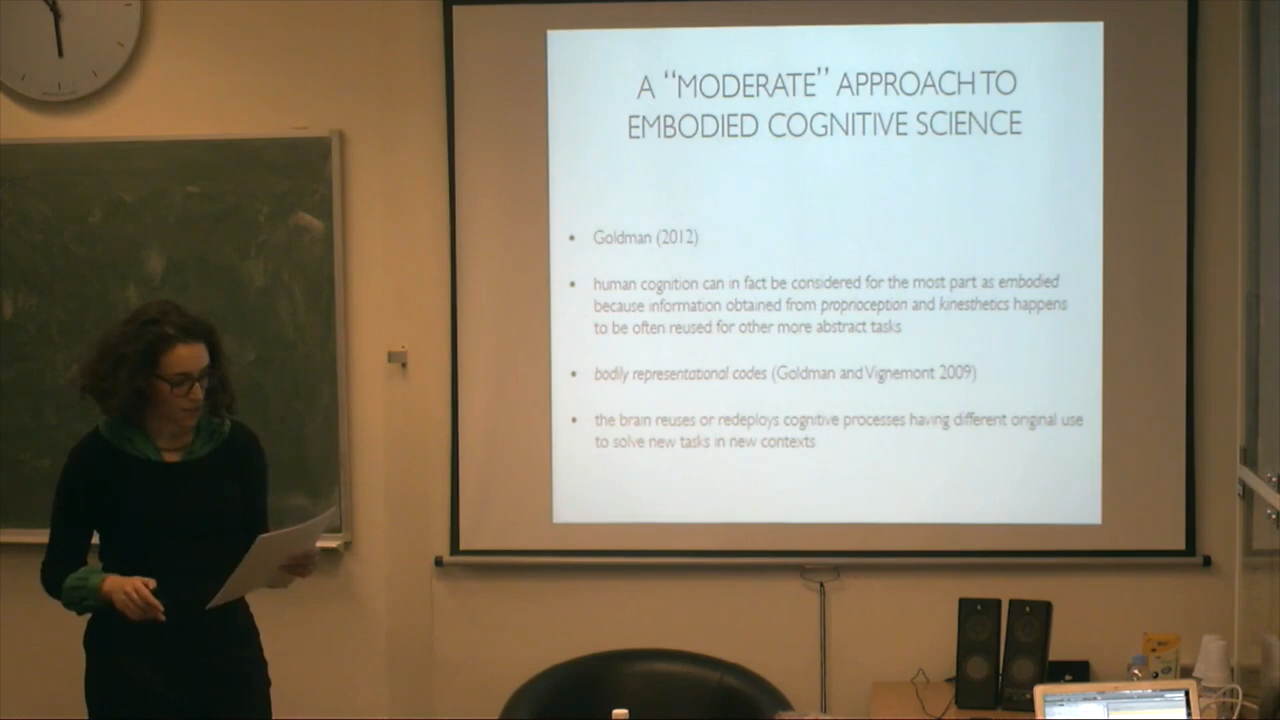 A “MODERATE” APPROACH TO
EMBODIED COGNITIVE SCIENCE
• Goldman (2012)
• human cognition can in fact be considered for the most part as embodied
because information obtained from proprioception and kinesthetics happens
to be often reused for other more abstract tasks
• bodily representational codes (Goldman and Vignemont 2009)
• the brain reuses or redeploys cognitive processes having different original use
to solve new tasks in new contexts